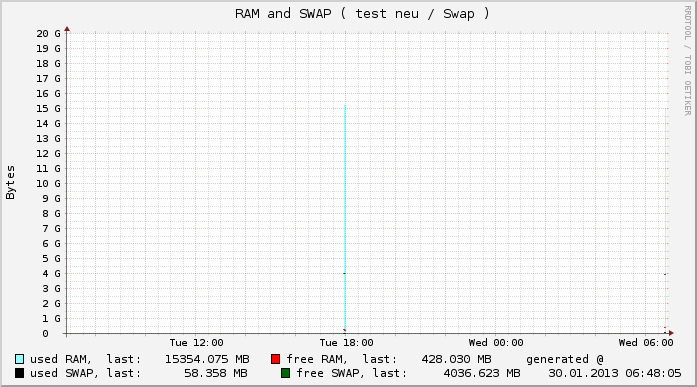 RAM and SWAP ( test neu / Swap )
RRDTOOL / TOBI OETIKER
Bytes
20 G
19 G
18 G
17 G
16 G
15 G
14 G
13 G
12 G
11 G
10 G
9 G
8 G
7 G
6 G
5 G
4 G
3 G
2 G
1 G
0
Tue 12:00 Tue 18:00 Wed 00:00 Wed 06:00
used RAM, last: 15354.075 MB free RAM, last: 428.030 MB generated @
used SWAP, last: 58.358 MB free SWAP, last: 4036.623 MB 30.01.2013 06:48:05